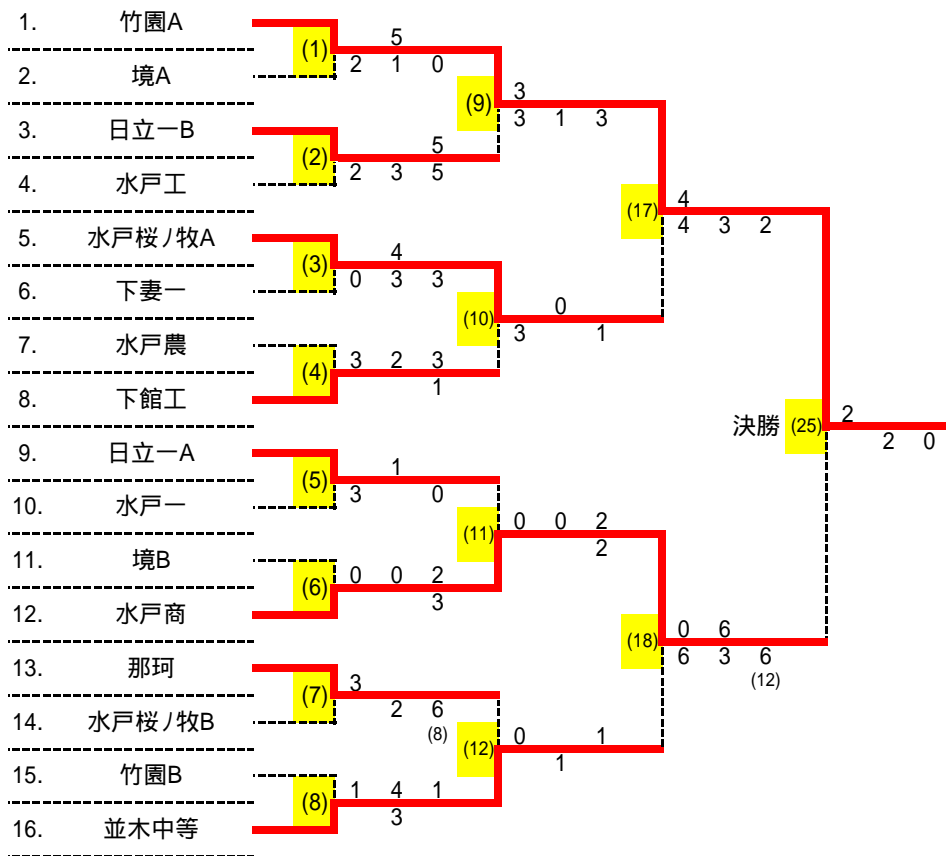 1. 竹園A
(1)
5
2 1 0
2. 境A
(9)
3
3 1 3
3. 日立一B
(2)
5
2 3 5
4. 水戸工
(17)
4
4 3 2
5. 水戸桜ノ牧A
(3)
4
0 3 3
6. 下妻一
(10)
0
3 1
7. 水戸農
(4)
3 2 3
1
8. 下館工
決勝 (25)
2
2 0
9. 日立一A
(5)
1
3 0
10. 水戸一
(11)
0 0 2
2
11. 境B
(6)
0 0 2
3
12. 水戸商
(18)
0 6
6 3 6
(12)
13. 那珂
(7)
3
2 6
(8)
14. 水戸桜ノ牧B
(12)
0 1
1
15. 竹園B
(8)
1 4 1
3
16. 並木中等